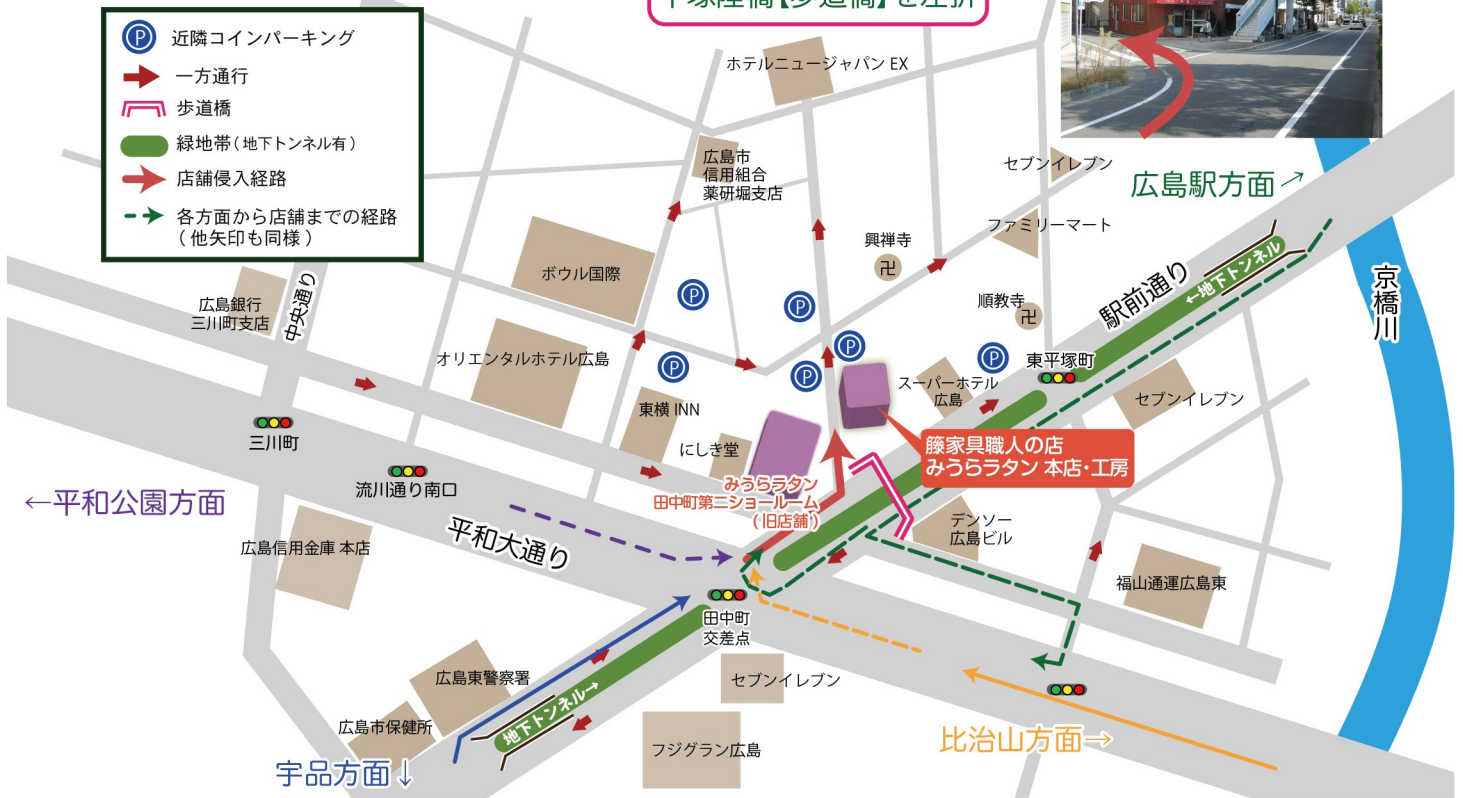 平塚陸橋【歩道橋】を左折
近隣コインパーキング
一方通行
歩道橋
緑地帯(地下トンネル有)
店舗侵入経路
各方面から店舗までの経路
(他矢印も同様)
ホテルニュージャパン EX
広島市
信用組合
薬研堀支店
セブンイレブン
広島駅方面↗
ファミリーマート
興禅寺
卍
順教寺
卍
ボウル国際
広島銀行
三川町支店
中央通り
オリエンタルホテル広島
駅前通り
←地下トンネル
京橋川
東平塚町
スーパーホテル
広島
セブンイレブン
東横 INN
にしき堂
三川町
流川通り南口
←平和公園方面
平和大通り
藤家具職人の店
みうらラタン 本店・工房
みうらラタン
田中町第二ショールーム
(旧店舗)
デンソー
広島ビル
広島信用金庫 本店
福山通運広島東
田中町
交差点
セブンイレブン
広島東警察署
地下トンネル→
広島市保健所
フジグラン広島
宇品方面↓
比治山方面→
P
P
P
P
P
P
P